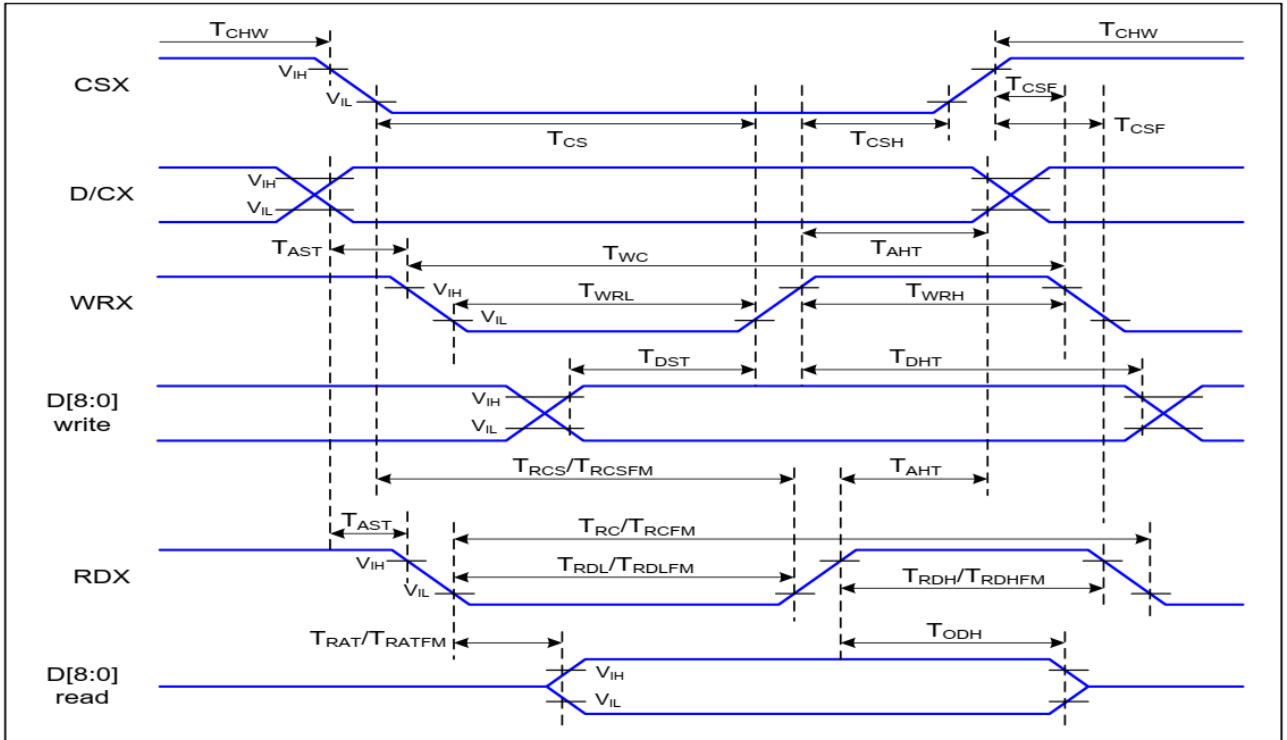 TCHW TCHW
CSX
VIH
VIL
TCSF
TCSF
TCS TCSH
D/CX
VIH
VIL
TAST TWC TAHT
WRX
VIH
VIL
TWRL TWRH
TDST TDHT
D[8:0]
write
VIH
VIL
TRCS/TRCSFM TAHT
TAST TRC/TRCFM
RDX
VIH
VIL
TRDL/TRDLFM TRDH/TRDHFM
TRAT/TRATFM TODH
D[8:0]
read
VIH
VIL